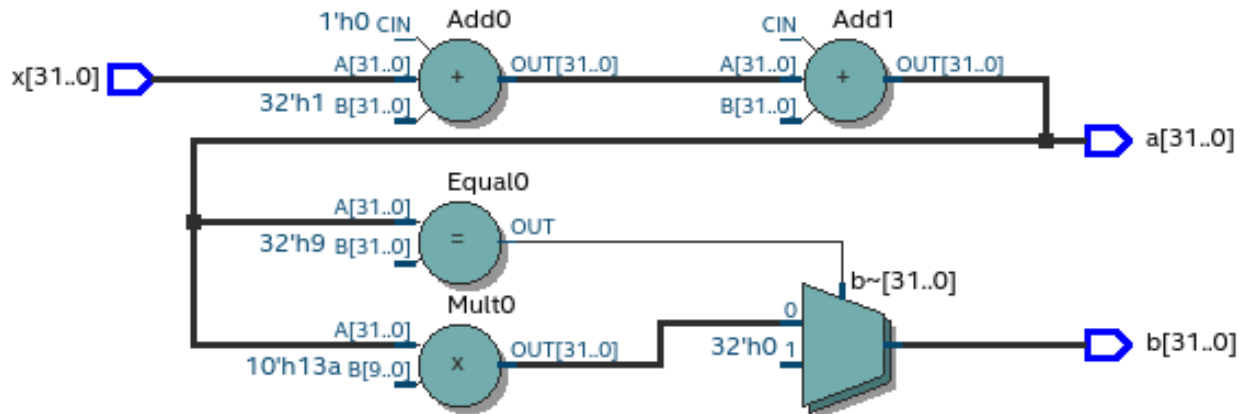 1'h0 CIN Add0 CIN Add1
x[31..0] A[31..0] + OUT[31..0] A[31..0] + OUT[31..0]
32'h1 B[31..0] B[31..0]
a[31..0]
Equal0
A[31..0] OUT
32'h9 B[31..0] =
b~[31..0]
Mult0
A[31..0] 0
10'h13a B[9..0] x OUT[31..0] 32'h0 1 b[31..0]